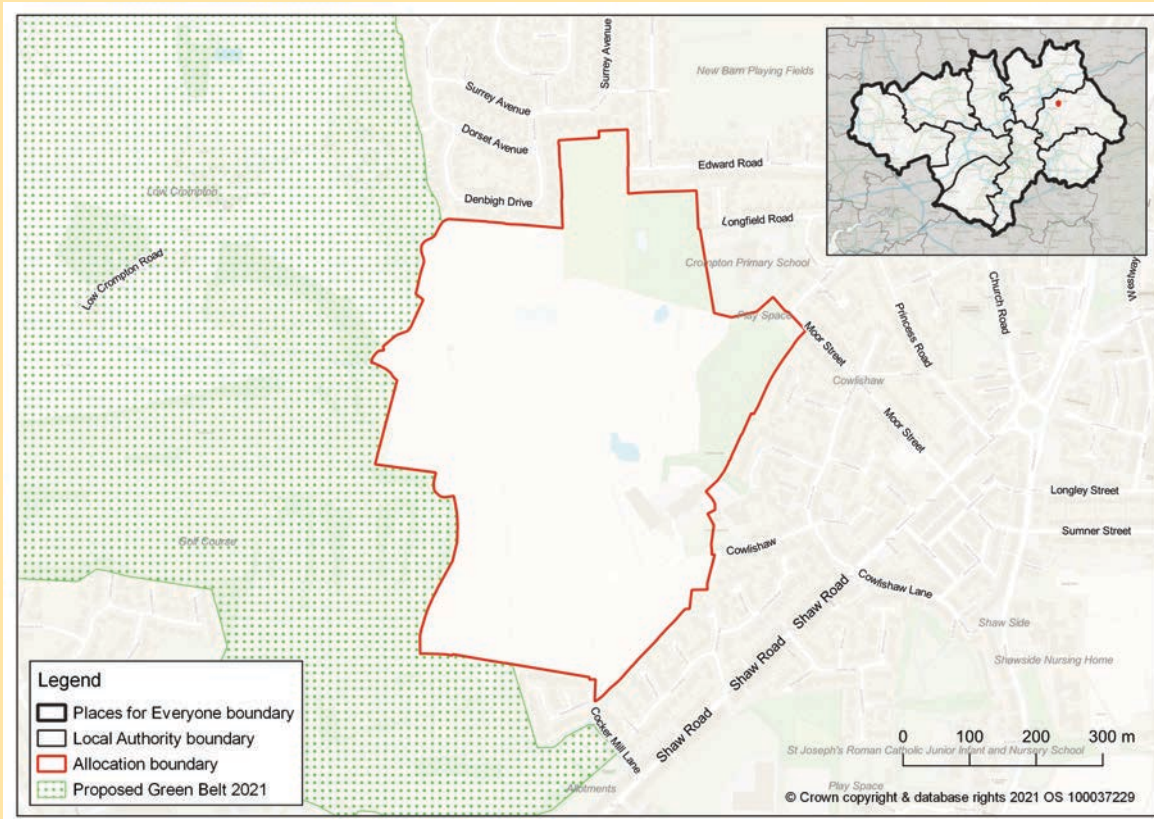 New Barn Playing Fields
Surrey Avenue
Surrey Avenue
Dorset Avenue
Edward Road
Low Crompton
Denbigh Drive
Longfield Road
Crompton Primary School
Low Crompton Road
Church Road
Westway
Princess Road
Play Space
Moor Street
Cowlishaw
Moor Street
Longley Street
Golf Course
Sumner Street
Cowlishaw
Cowlishaw Lane
Shaw Road
Shaw Side
Shawside Nursing Home
Shaw Road
Cocker Mill Lane
Shaw Road
St Joseph's Roman Catholic Junior Infant and Nursery School
Allotments
Play Space
Legend
Places for Everyone boundary
Local Authority boundary
Allocation boundary
Proposed Green Belt 2021
0 100 200 300 m
© Crown copyright & database rights 2021 OS 100037229